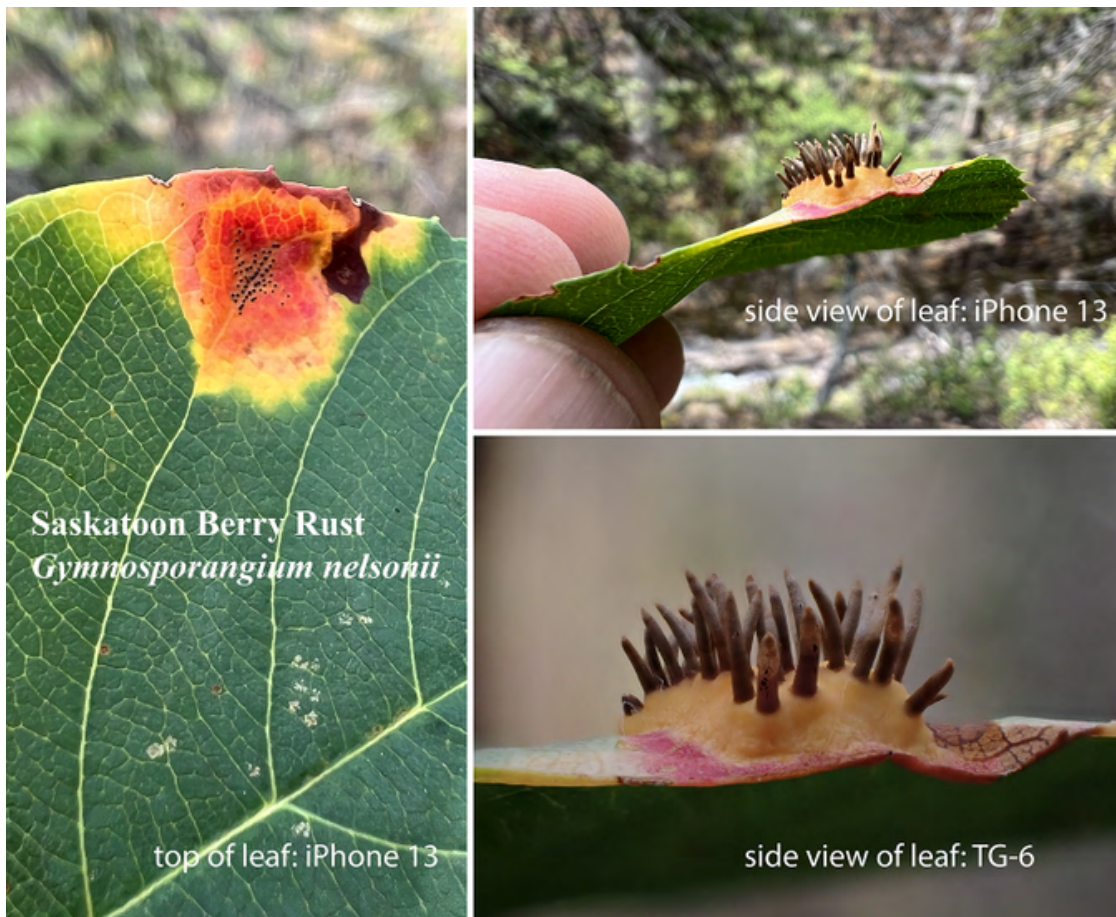 Saskatoon Berry Rust
Gymnosporangium nelsonii
top of leaf: iPhone 13
side view of leaf: iPhone 13
side view of leaf: TG-6